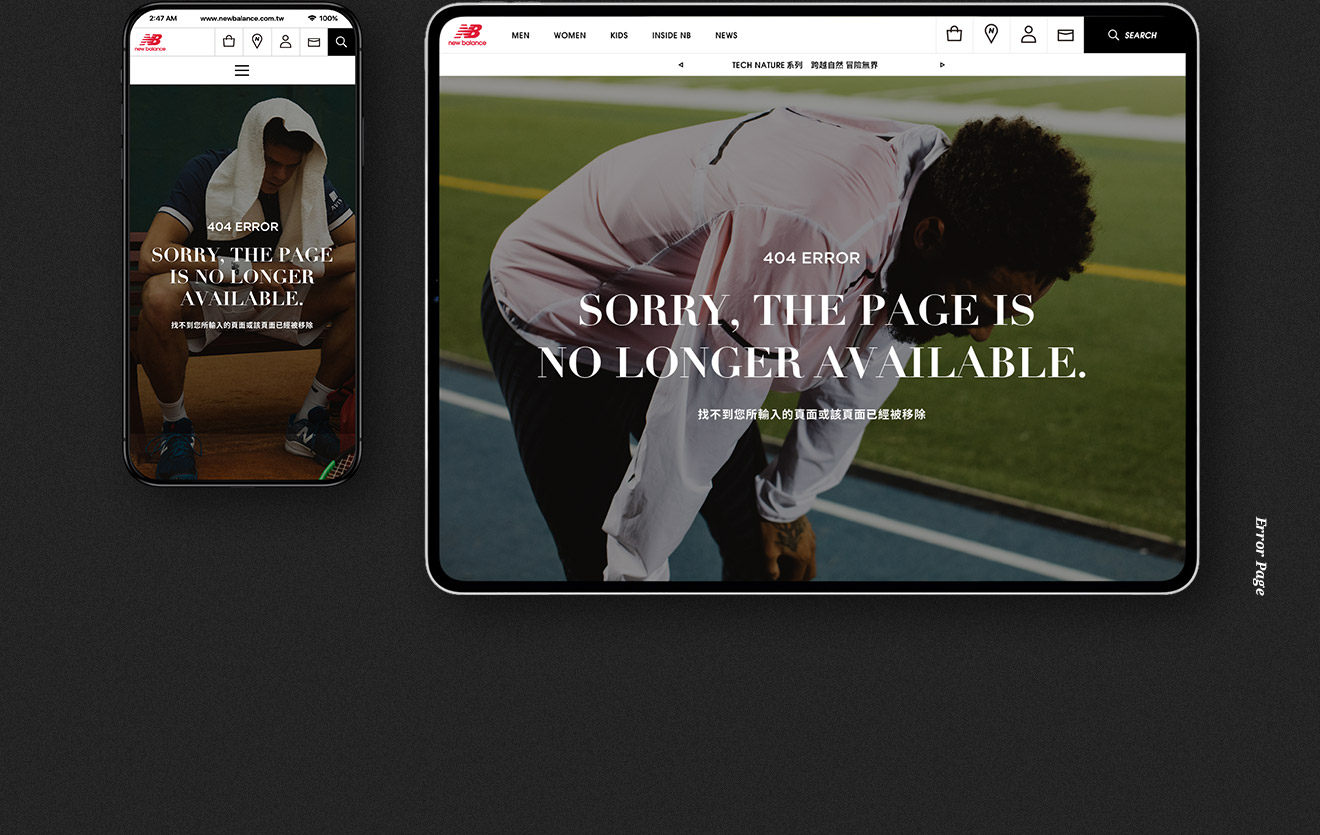 2:47 AM www.newbalance.com.tw 100%
new balance
404 ERROR
SORRY, THE PAGE
IS NO LONGER
AVAILABLE.
找不到您所輸入的頁面或該頁面已經被移除
new balance MEN WOMEN KIDS INSIDE NB NEWS SEARCH
TECH NATURE 系列 跨越自然 冒險無界
404 ERROR
SORRY, THE PAGE IS
NO LONGER AVAILABLE.
找不到您所輸入的頁面或該頁面已經被移除
Error Page